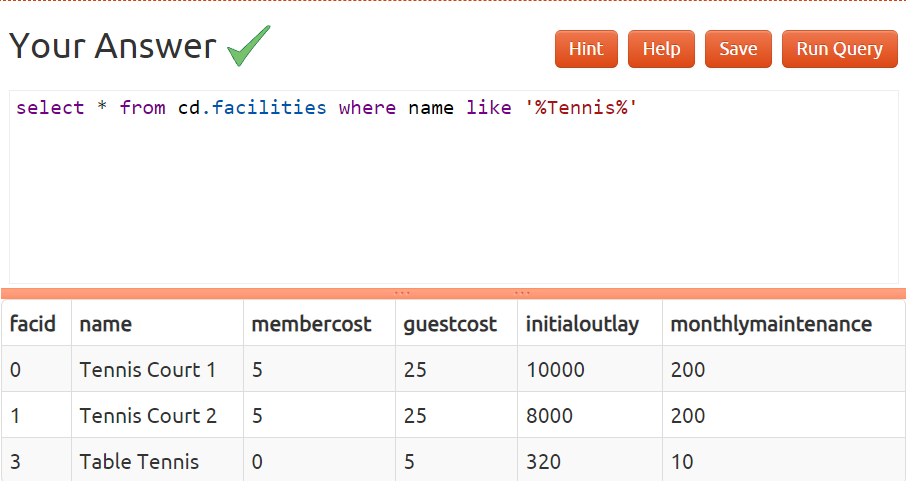 Your Answer
Hint Help Save Run Query
select * from cd.facilities where name like '%Tennis%'
facid name membercost guestcost initialoutlay monthlymaintenance
0 Tennis Court 1 5 25 10000 200
1 Tennis Court 2 5 25 8000 200
3 Table Tennis 0 5 320 10